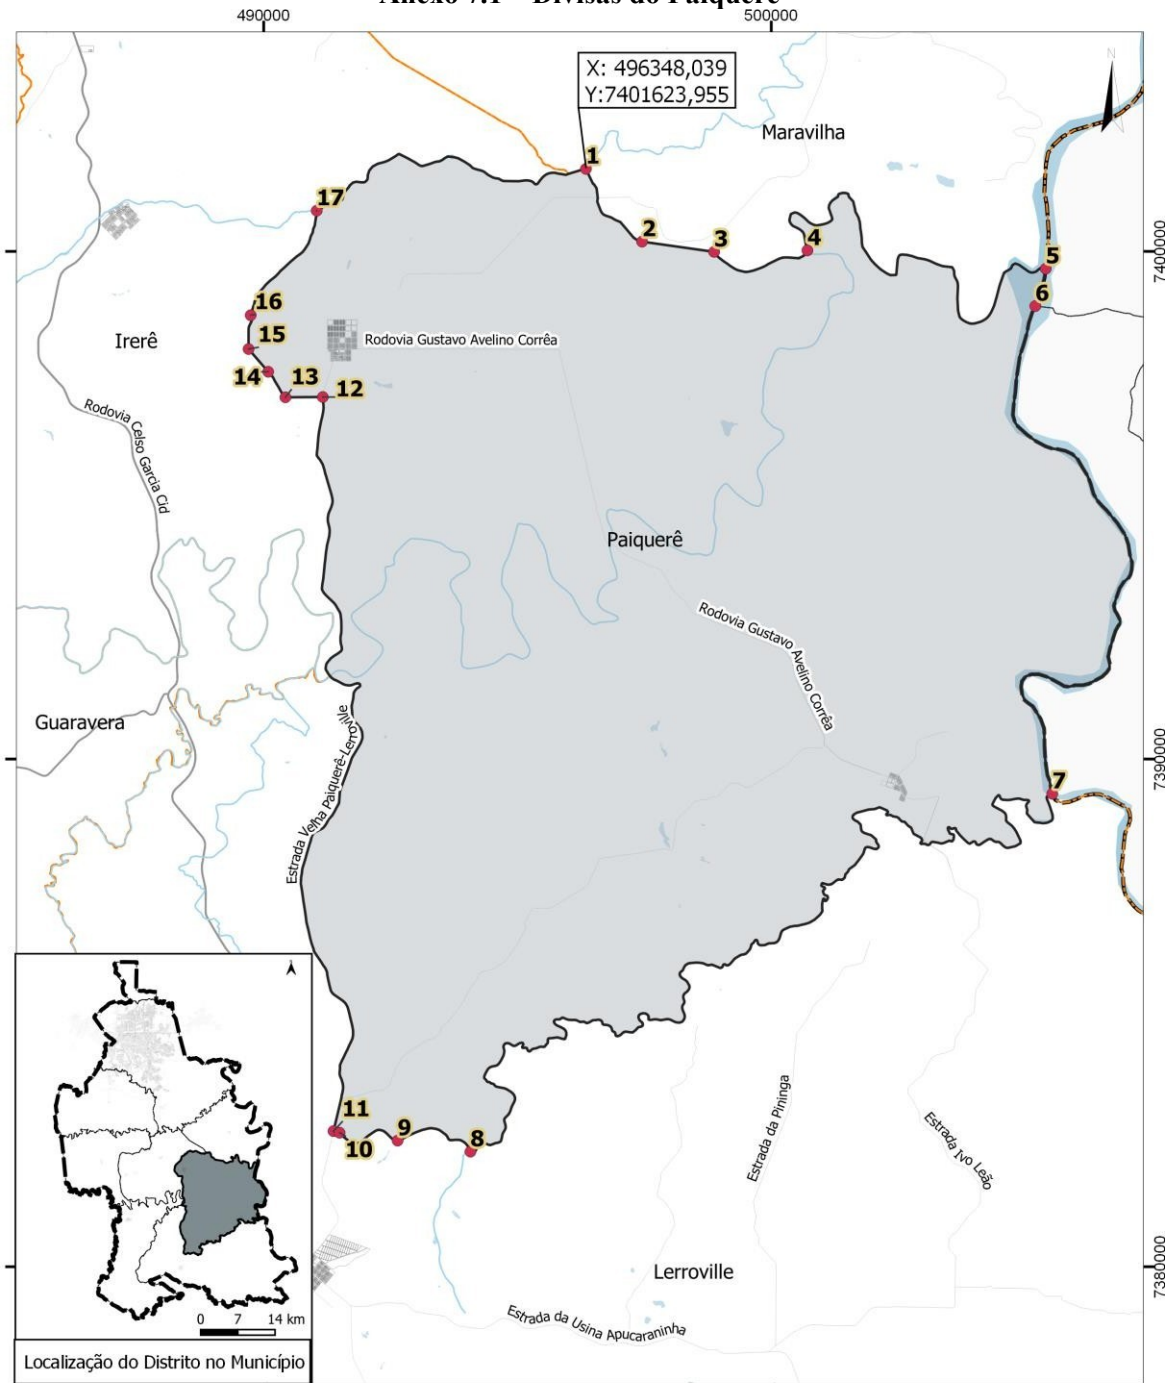 Anexo 7.1 – Divisas do Paiquerê
490000
500000
X: 496348,039
Y:7401623,955
Maravilha
N
1
17
2
3
4
5
7400000
6
16
Irerê
15
Rodovia Gustavo Avelino Corrêa
14
13
12
Rodovia Celso Garcia Cid
Paiquerê
Rodovia Gustavo Avelino Corrêa
Guaravera
Estrada Velha Paiquerê-Lerroville
7390000
7
11
10
9
8
Estrada da Pininga
Estrada Ivo Leão
Lerroville
7380000
Estrada da Usina Apucaraninha
0 7 14 km
Localização do Distrito no Município